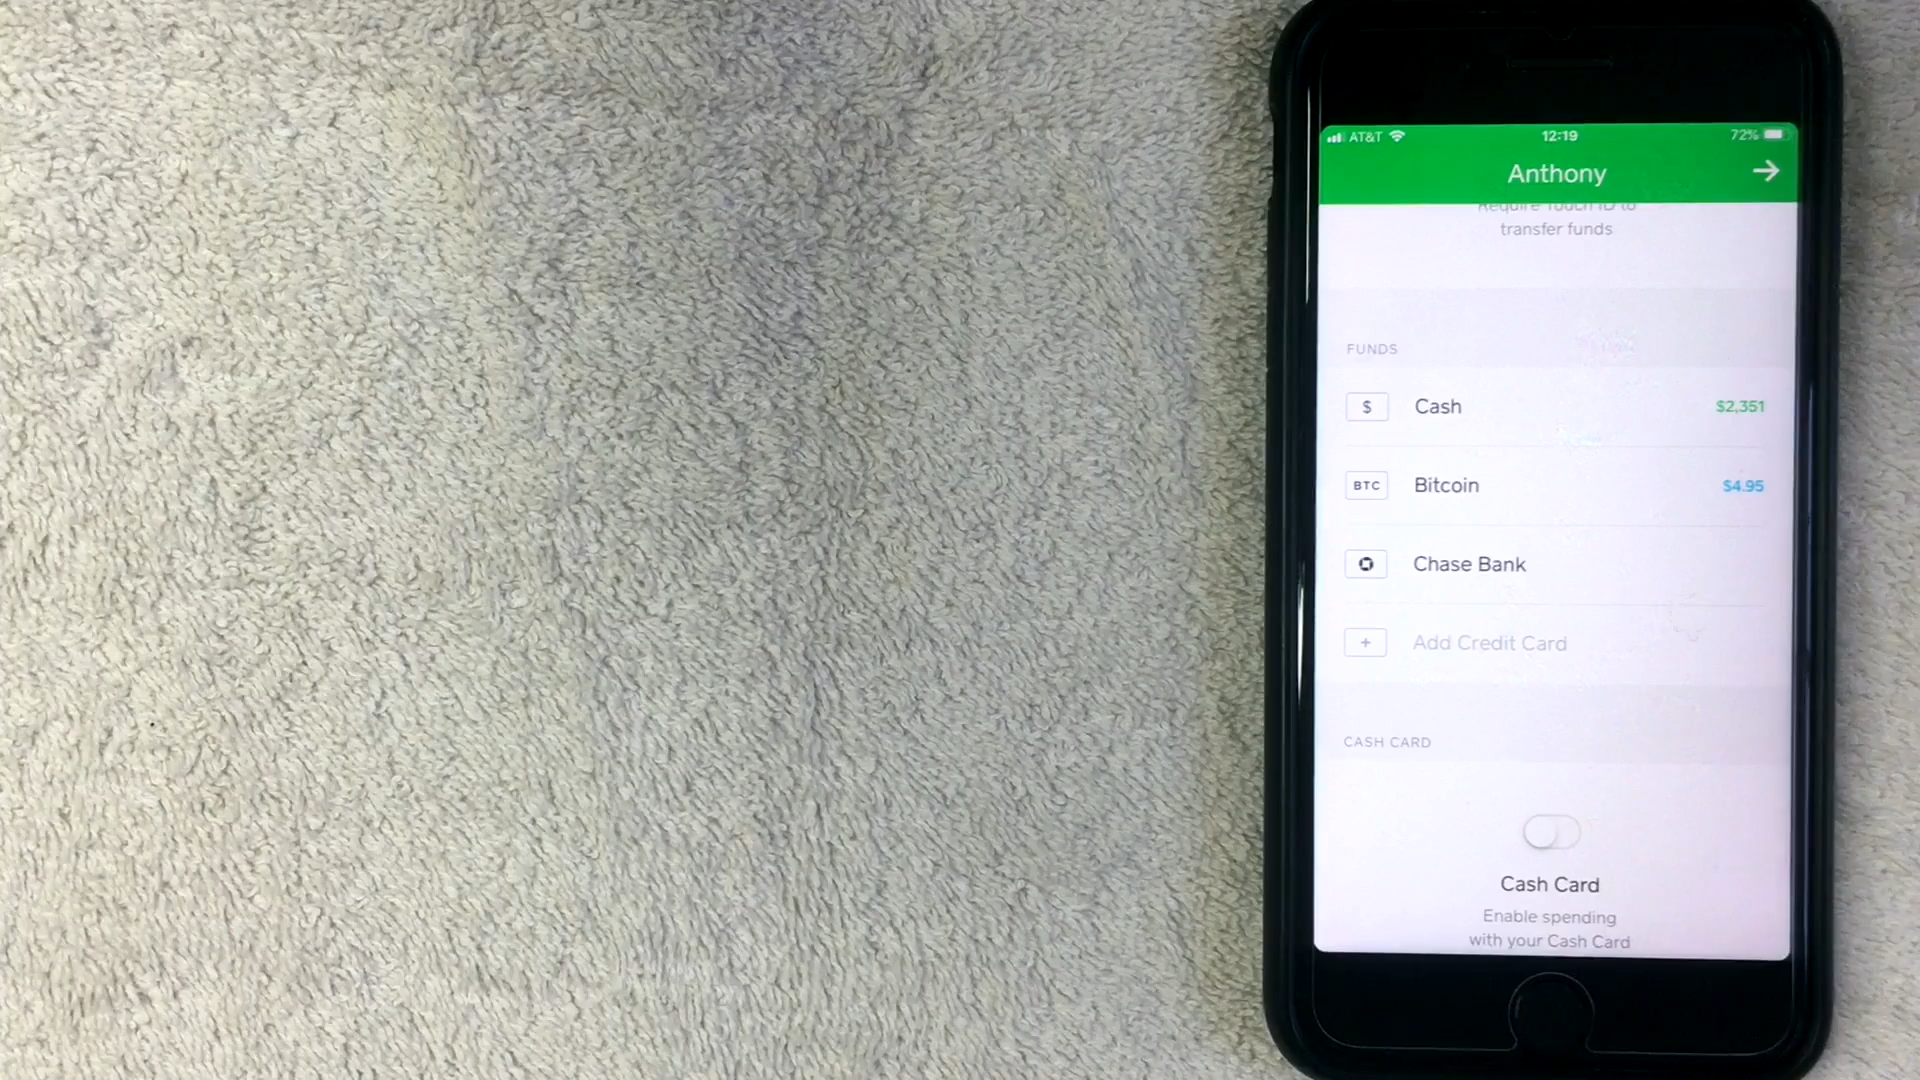 AT&T 12:19 72%
Anthony
Require Touch ID to
transfer funds
FUNDS
$ Cash $2,351
BTC Bitcoin $4.95
Chase Bank
+ Add Credit Card
CASH CARD
Cash Card
Enable spending
with your Cash Card